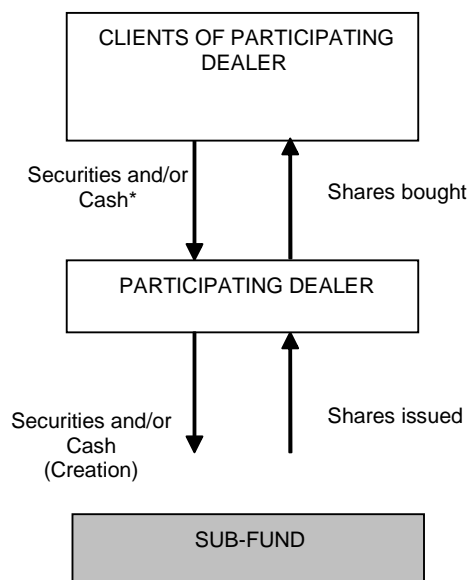 CLIENTS OF PARTICIPATING
DEALER
Securities and/or
Cash*
Shares bought
PARTICIPATING DEALER
Securities and/or
Cash
(Creation)
Shares issued
SUB-FUND